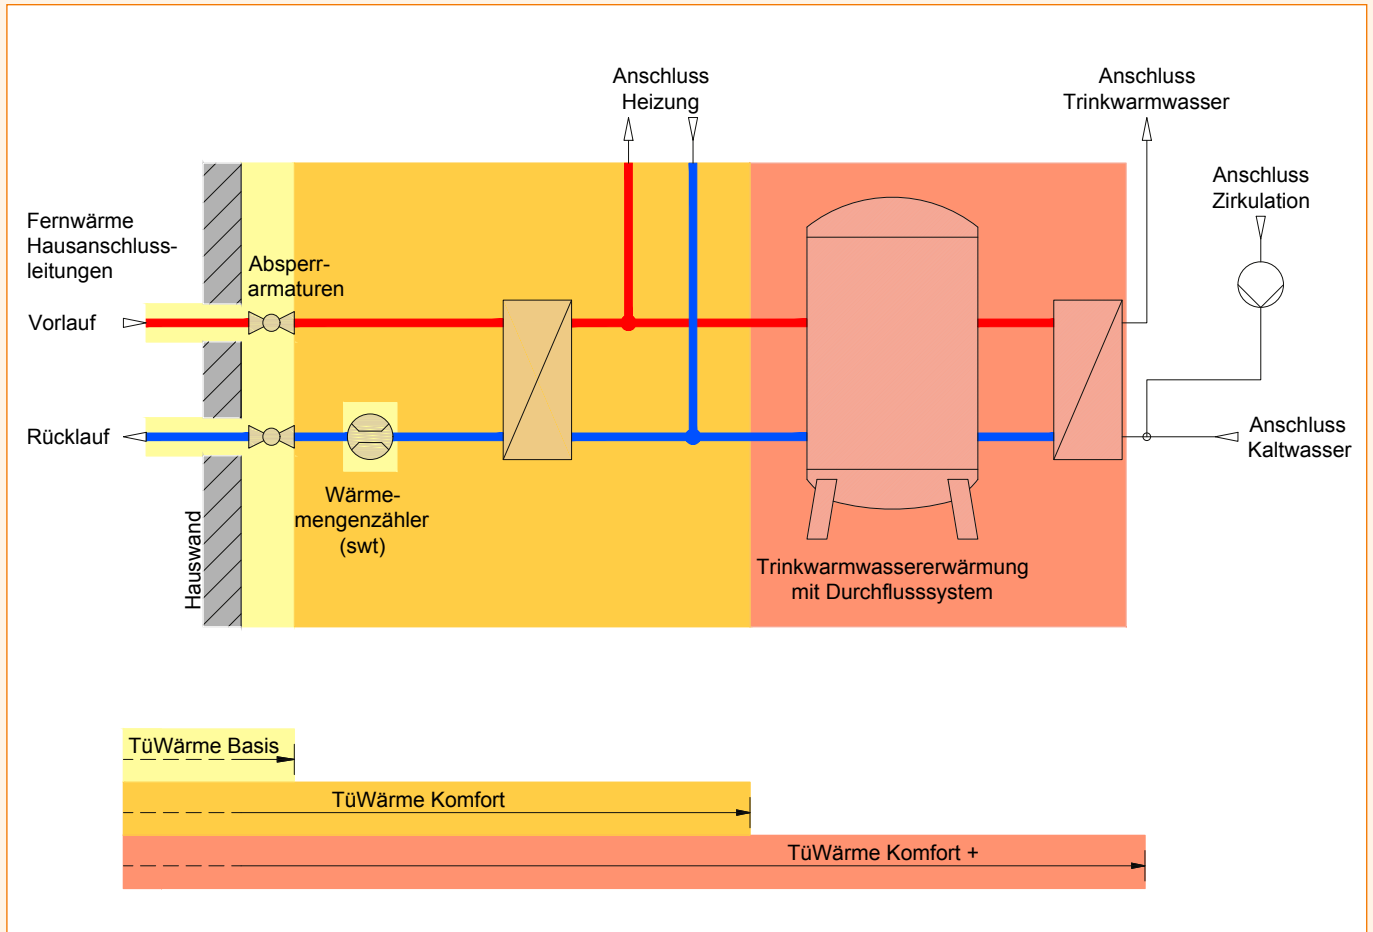 Anschluss
Heizung
Anschluss
Trinkwarmwasser
Anschluss
Zirkulation
Fernwärme
Hausanschluss-
leitungen
Absperr-
armaturen
Vorlauf
Rücklauf
Anschluss
Kaltwasser
Wärme-
mengenzähler
(swt)
Hauswand
Trinkwarmwassererwärmung
mit Durchflusssystem
TüWärme Basis
TüWärme Komfort
TüWärme Komfort +